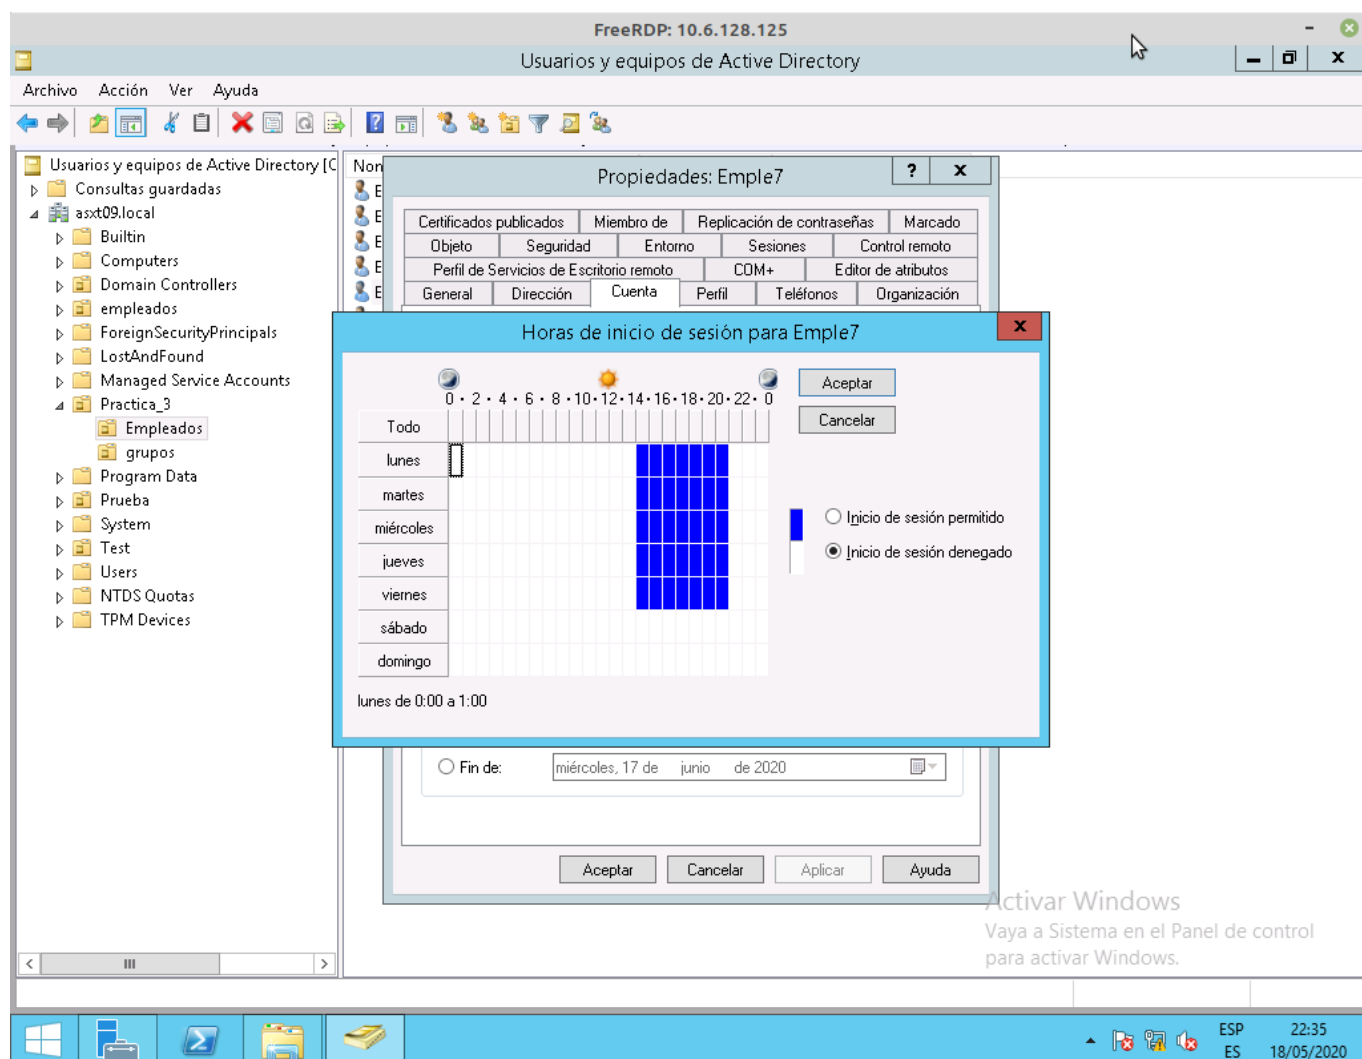 FreeRDP: 10.6.128.125
Usuarios y equipos de Active Directory
Archivo Acción Ver Ayuda
Usuarios y equipos de Active Directory [C
Consultas guardadas
asxt09.local
Builtin
Computers
Domain Controllers
empleados
ForeignSecurityPrincipals
LostAndFound
Managed Service Accounts
Practica_3
Empleados
grupos
Program Data
Prueba
System
Test
Users
NTDS Quotas
TPM Devices
Nom
E
E
E
E
E
Propiedades: Emple7
? x
Certificados publicados Miembro de Replicación de contraseñas Marcado
Objeto Seguridad Entorno Sesiones Control remoto
Perfil de Servicios de Escritorio remoto COM+ Editor de atributos
General Dirección Cuenta Perfil Teléfonos Organización
Horas de inicio de sesión para Emple7
x
0 · 2 · 4 · 6 · 8 · 10 · 12 · 14 · 16 · 18 · 20 · 22 · 0
Todo
lunes
martes
miércoles
jueves
viernes
sábado
domingo
Aceptar
Cancelar
Inicio de sesión permitido
Inicio de sesión denegado
lunes de 0:00 a 1:00
Fin de: miércoles, 17 de junio de 2020
Aceptar Cancelar Aplicar Ayuda
Activar Windows
Vaya a Sistema en el Panel de control
para activar Windows.
ESP 22:35
ES 18/05/2020